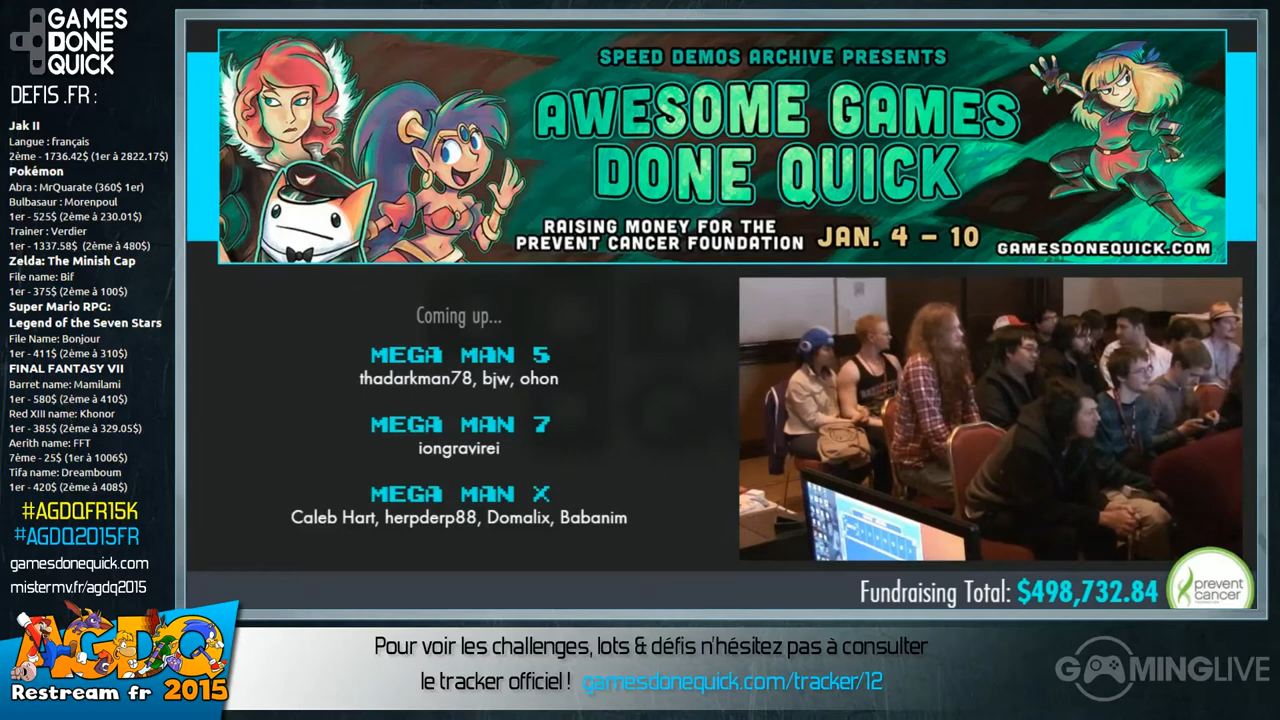 GAMES
DONE
QUICK
DEFIS .FR :
Jak II
Langue : français
2ème - 1736.42$ (1er à 2822.17$)
Pokémon
Abra : MrQuarate (360$ 1er)
Bulbasaur : Morenpoul
1er - 525$ (2ème à 230.01$)
Trainer : Verdier
1er - 1337.58$ (2ème à 480$)
Zelda: The Minish Cap
File name: Bif
1er - 375$ (2ème à 100$)
Super Mario RPG:
Legend of the Seven Stars
File Name: Bonjour
1er - 411$ (2ème à 310$)
FINAL FANTASY VII
Barret name: Mamilami
1er - 580$ (2ème à 410$)
Red XIII name: Khonor
1er - 385$ (2ème à 329.05$)
Aerith name: FFT
7ème - 25$ (1er à 1006$)
Tifa name: Dreamboum
1er - 420$ (2ème à 408$)
#AGDQFR15K
#AGDQ2015FR
gamesdonequick.com
mistermv.fr/agdq2015
AGDQ
Restream fr 2015
SPEED DEMOS ARCHIVE PRESENTS
AWESOME GAMES
DONE QUICK
RAISING MONEY FOR THE
PREVENT CANCER FOUNDATION
JAN. 4 - 10
GAMESDONEQUICK.COM
Coming up...
MEGA MAN 5
thadarkman78, bjw, ohon
MEGA MAN 7
iongravirei
MEGA MAN X
Caleb Hart, herpderp88, Domalix, Babanim
Fundraising Total: $498,732.84
prevent
cancer
Pour voir les challenges, lots & défis n'hésitez pas à consulter
le tracker officiel ! gamesdonequick.com/tracker/12
GAMINGLIVE